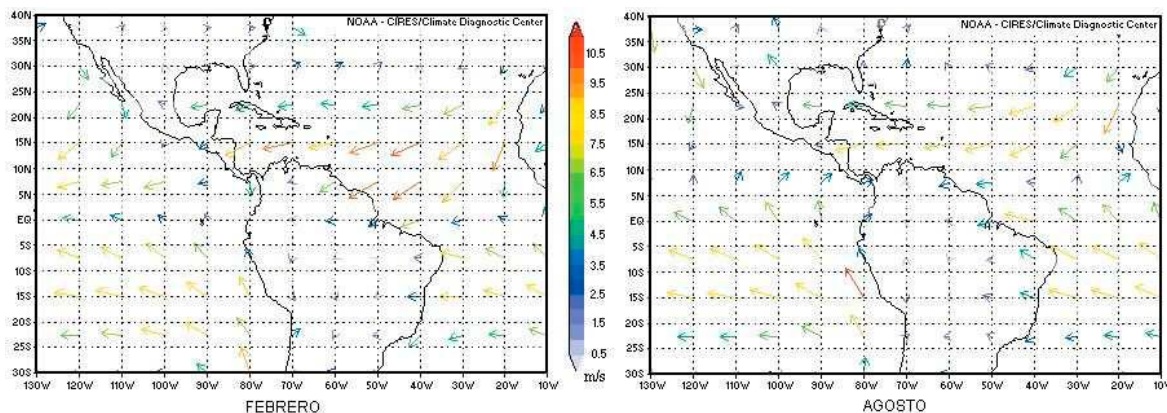 NOAA - CIRES/Climate Diagnostic Center
40N
35N
30N
25N
20N
15N
10N
5N
EQ
5S
10S
15S
20S
25S
30S
130W 120W 110W 100W 90W 80W 70W 60W 50W 40W 30W 20W 10W
FEBRERO
10.5
9.5
8.5
7.5
6.5
5.5
4.5
3.5
2.5
1.5
0.5
m/s
NOAA - CIRES/Climate Diagnostic Center
40N
35N
30N
25N
20N
15N
10N
5N
EQ
5S
10S
15S
20S
25S
30S
130W 120W 110W 100W 90W 80W 70W 60W 50W 40W 30W 20W 10W
AGOSTO